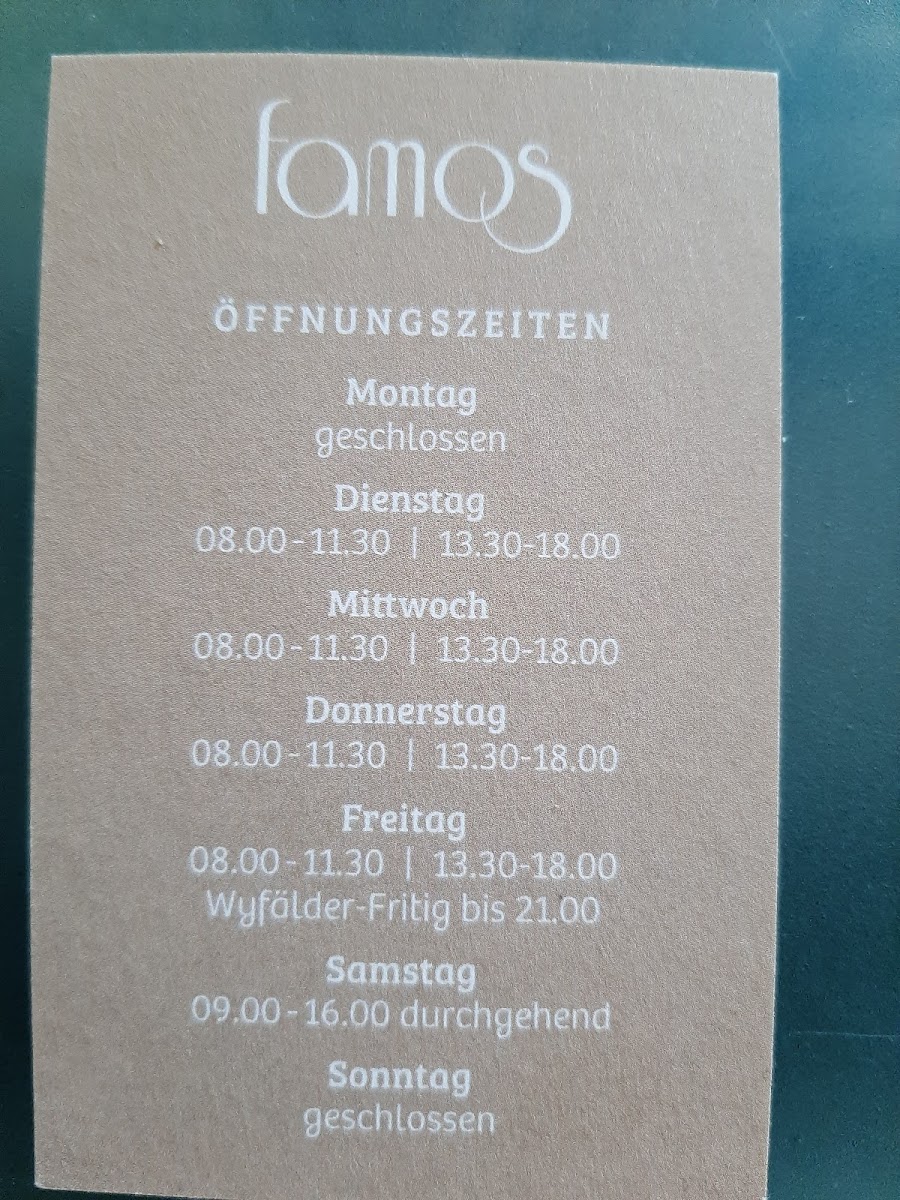 famos
ÖFFNUNGSZEITEN
Montag
geschlossen
Dienstag
08.00-11.30 | 13.30-18.00
Mittwoch
08.00-11.30 | 13.30-18.00
Donnerstag
08.00-11.30 | 13.30-18.00
Freitag
08.00-11.30 | 13.30-18.00
Wyfälder-Fritig bis 21.00
Samstag
09.00-16.00 durchgehend
Sonntag
geschlossen